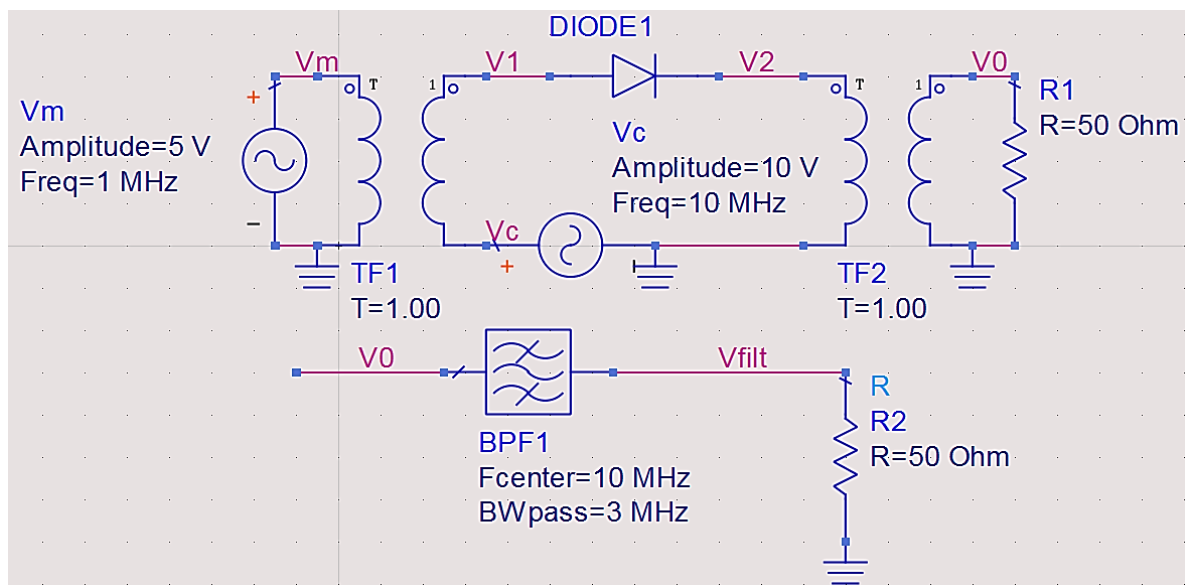 DIODE1
Vm
V1
V2
V0
T
1
T
1
+
Vm
Amplitude=5 V
Freq=1 MHz
−
Vc
Amplitude=10 V
Freq=10 MHz
R1
R=50 Ohm
Vc
+
TF1
T=1.00
TF2
T=1.00
V0
Vfilt
BPF1
Fcenter=10 MHz
BWpass=3 MHz
R
R2
R=50 Ohm